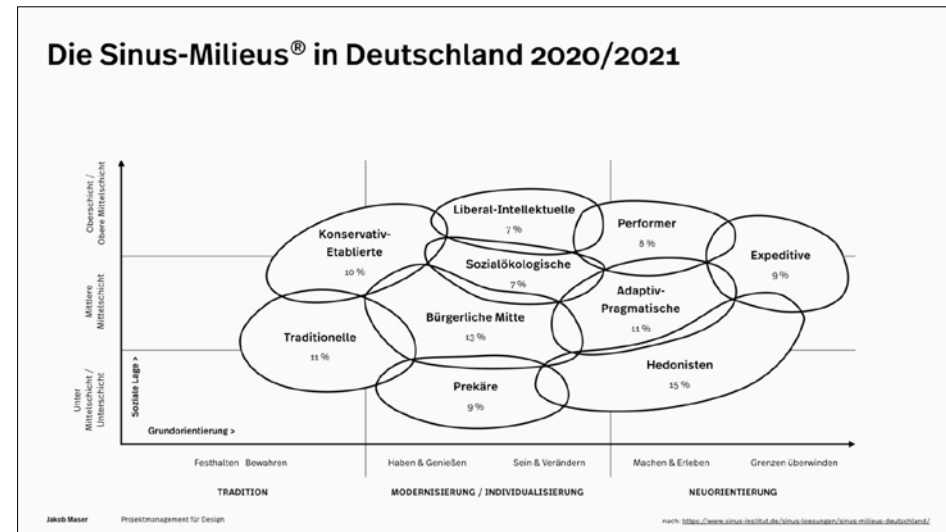 Die Sinus-Milieus® in Deutschland 2020/2021
Oberschicht /
Obere Mittelschicht
Mittlere
Mittelschicht
Unter
Mittelschicht /
Unterschicht
Soziale Lage >
Liberal-Intellektuelle
7 %
Konservativ-
Etablierte
10 %
Performer
8 %
Expeditive
9 %
Sozialökologische
7 %
Adaptiv-
Pragmatische
11 %
Bürgerliche Mitte
13 %
Traditionelle
11 %
Hedonisten
15 %
Prekäre
9 %
Grundorientierung >
Festhalten Bewahren
Haben & Genießen
Sein & Verändern
Machen & Erleben
Grenzen überwinden
TRADITION
MODERNISIERUNG / INDIVIDUALISIERUNG
NEUORIENTIERUNG
Jakob Maser
Projektmanagement für Design
nach: https://www.sinus-institut.de/sinus-loesungen/sinus-milieus-deutschland/